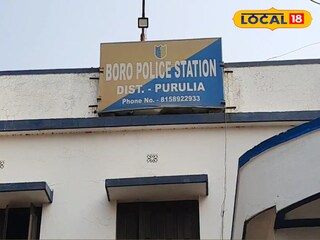 LOCAL 18
BORO POLICE STATION
DIST. - PURULIA
Phone No. - 8158922933